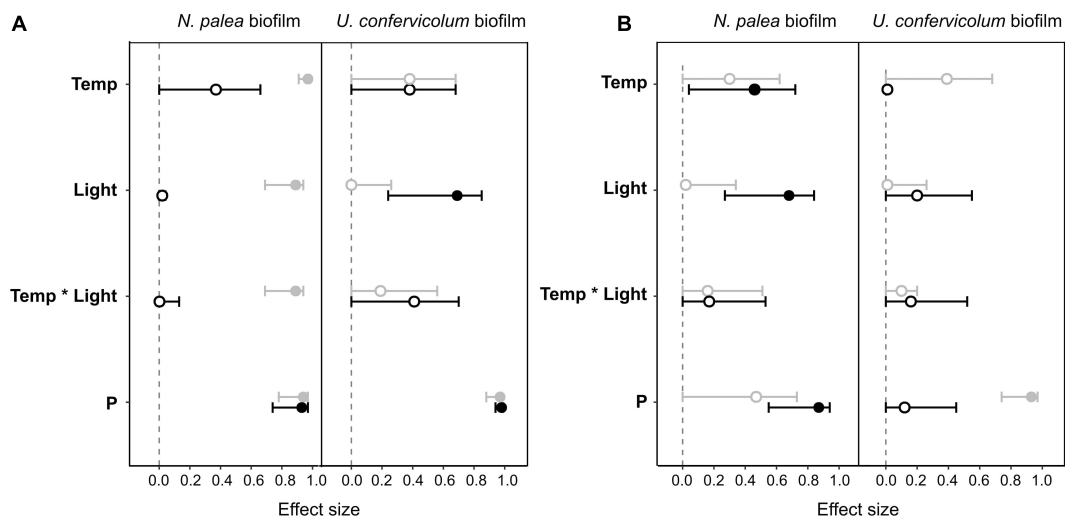 A
N. palea biofilm
U. confervicolum biofilm
Temp
Light
Temp * Light
P
0.0 0.2 0.4 0.6 0.8 1.0
0.0 0.2 0.4 0.6 0.8 1.0
Effect size
B
N. palea biofilm
U. confervicolum biofilm
Temp
Light
Temp * Light
P
0.0 0.2 0.4 0.6 0.8 1.0
0.0 0.2 0.4 0.6 0.8 1.0
Effect size